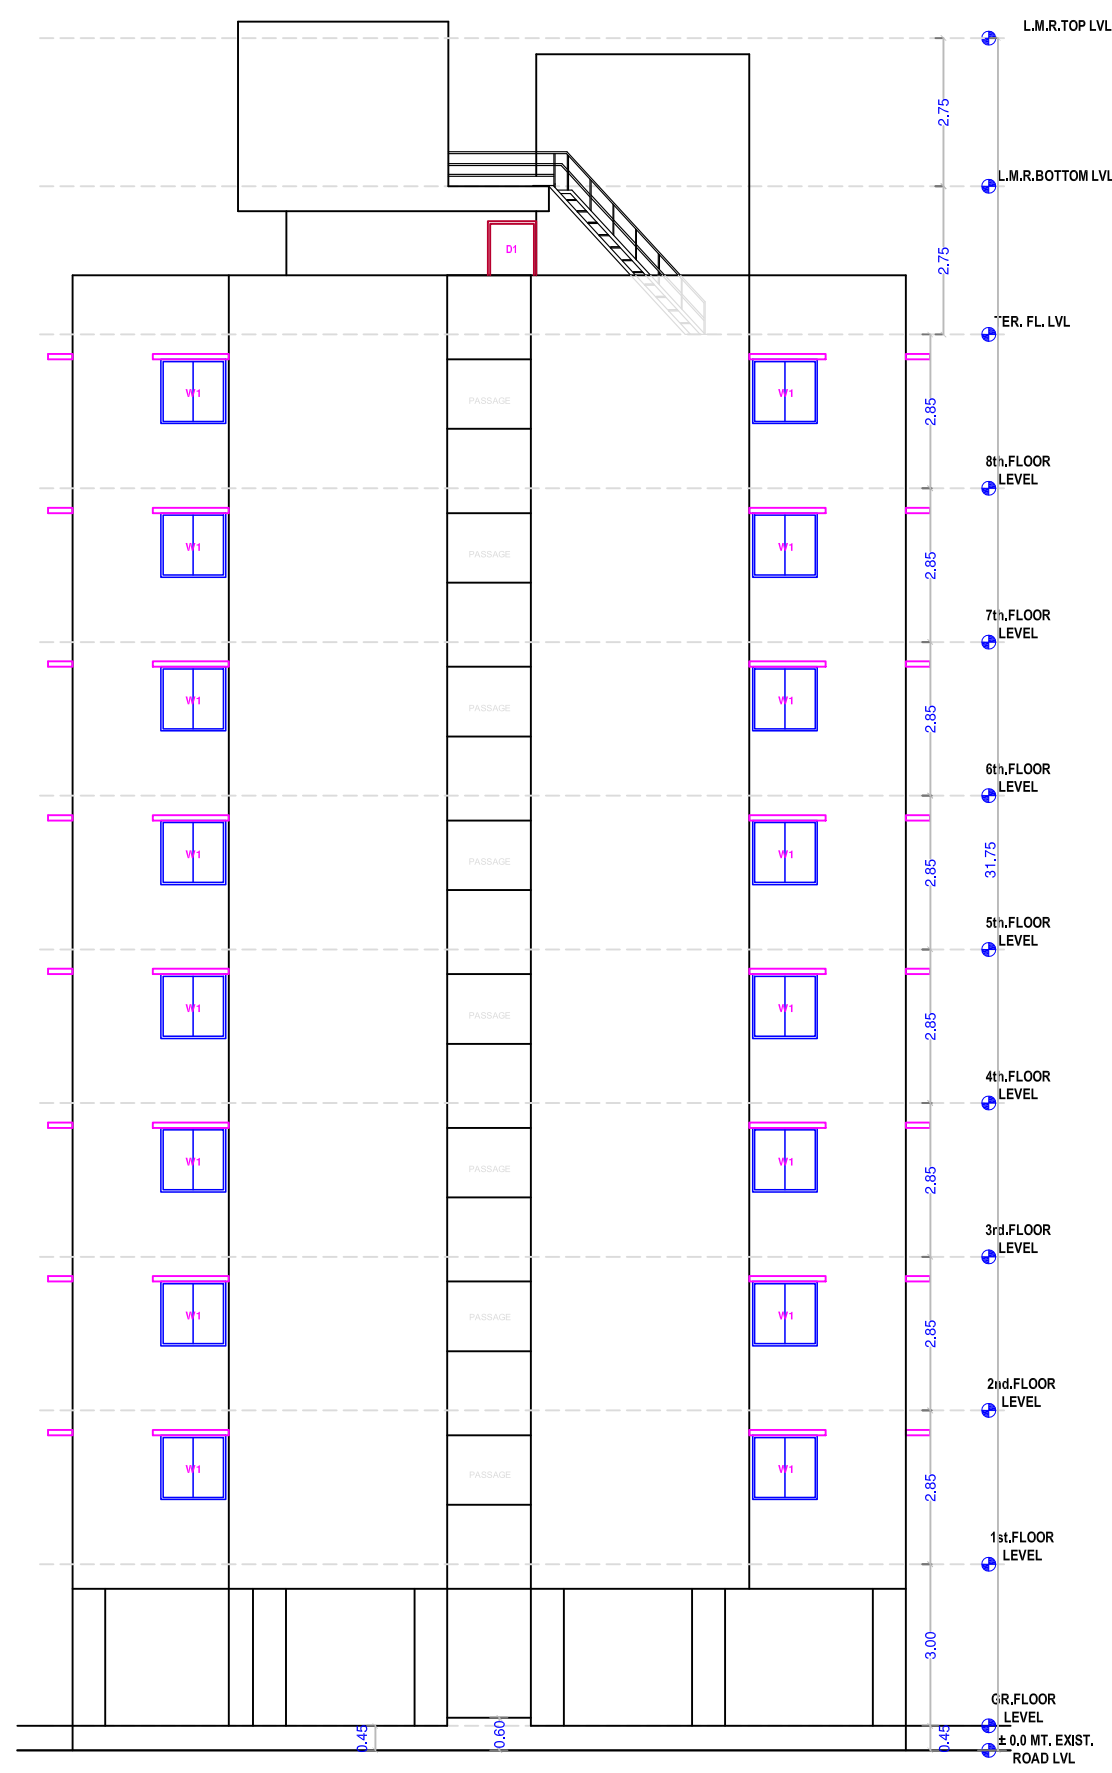 L.M.R.TOP LVL
2.75
L.M.R.BOTTOM LVL
D1
2.75
TER. FL. LVL
W1
PASSAGE
W1
2.85
8th.FLOOR
LEVEL
W1
PASSAGE
W1
2.85
7th.FLOOR
LEVEL
W1
PASSAGE
W1
2.85
6th.FLOOR
LEVEL
W1
PASSAGE
W1
2.85
31.75
5th.FLOOR
LEVEL
W1
PASSAGE
W1
2.85
4th.FLOOR
LEVEL
W1
PASSAGE
W1
2.85
3rd.FLOOR
LEVEL
W1
PASSAGE
W1
2.85
2nd.FLOOR
LEVEL
W1
PASSAGE
W1
2.85
1st.FLOOR
LEVEL
3.00
GR.FLOOR
LEVEL
0.45
0.60
0.45
± 0.0 MT. EXIST.
ROAD LVL